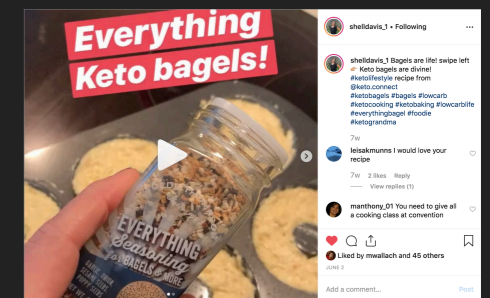 Everything
Keto bagels!
EVERYTHING
Seasoning
for BAGELS & MORE
shelldavis_1 • Following
shelldavis_1 Bagels are life! swipe left
👉🏻 Keto bagels are divine!
#ketolifestyle recipe from
@keto.connect
#ketobagels #bagels #lowcarb
#ketocooking #ketobaking #lowcarblife
#everythingbagel #foodie
#ketograndma
7w
leisakmunns I would love your
recipe
7w 2 likes Reply
View replies (1)
manthony_01 You need to give all
a cooking class at convention
Liked by mwallach and 45 others
JUNE 2
Add a comment... Post